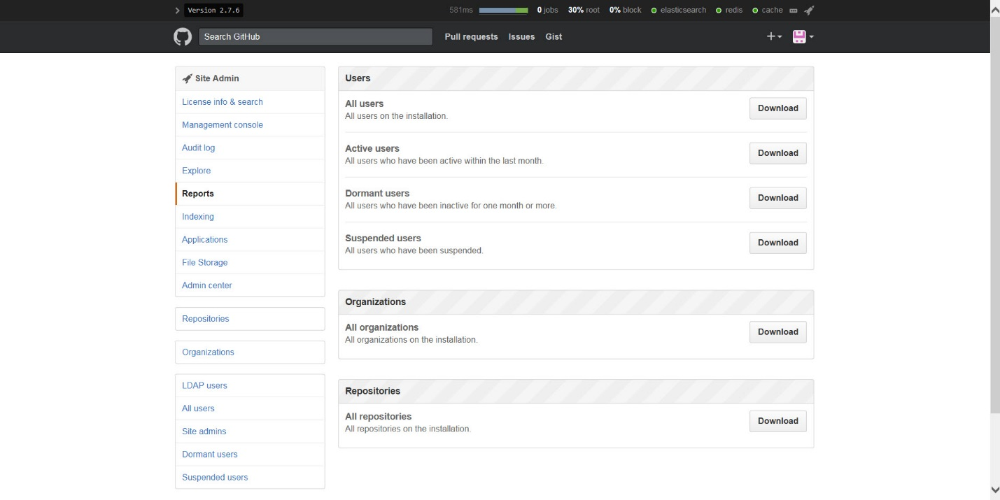 Version 2.7.6
581ms 0 jobs 30% root 0% block elasticsearch redis cache
Search GitHub Pull requests Issues Gist
Site Admin
License info & search
Management console
Audit log
Explore
Reports
Indexing
Applications
File Storage
Admin center
Repositories
Organizations
LDAP users
All users
Site admins
Dormant users
Suspended users
Users
All users
All users on the installation.
Download
Active users
All users who have been active within the last month.
Download
Dormant users
All users who have been inactive for one month or more.
Download
Suspended users
All users who have been suspended.
Download
Organizations
All organizations
All organizations on the installation.
Download
Repositories
All repositories
All repositories on the installation.
Download